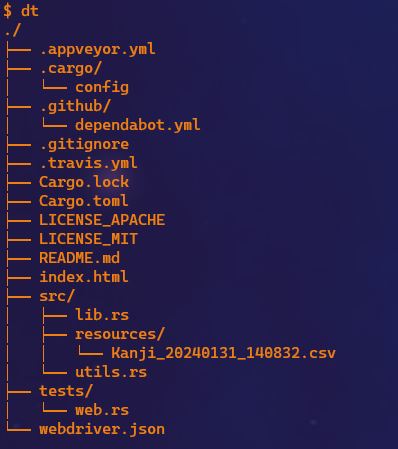 $ dt
./
├── .appveyor.yml
├── .cargo/
│   └── config
├── .github/
│   └── dependabot.yml
├── .gitignore
├── .travis.yml
├── Cargo.lock
├── Cargo.toml
├── LICENSE_APACHE
├── LICENSE_MIT
├── README.md
├── index.html
├── src/
│   ├── lib.rs
│   ├── resources/
│   │   └── Kanji_20240131_140832.csv
│   └── utils.rs
├── tests/
│   └── web.rs
└── webdriver.json